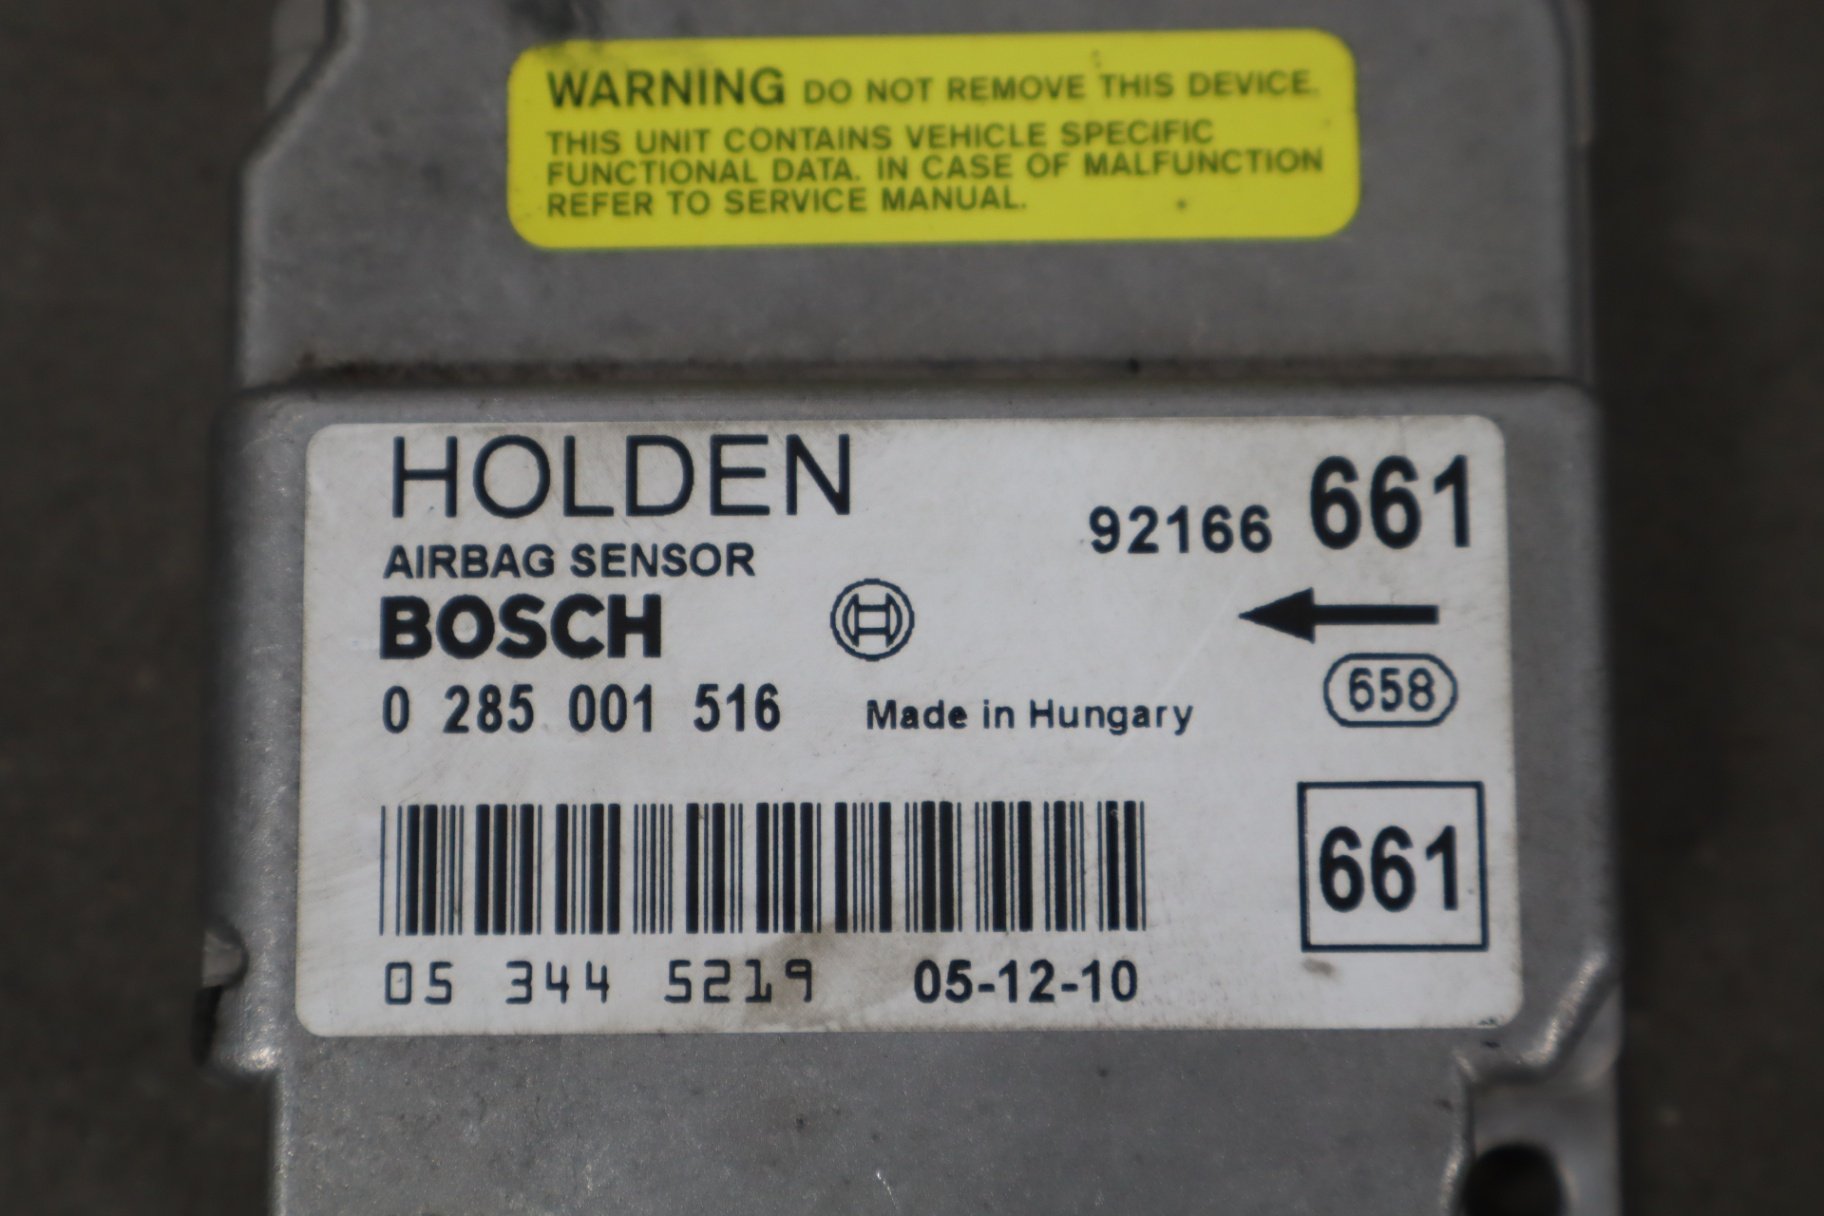 WARNING DO NOT REMOVE THIS DEVICE.
THIS UNIT CONTAINS VEHICLE SPECIFIC
FUNCTIONAL DATA. IN CASE OF MALFUNCTION
REFER TO SERVICE MANUAL.
HOLDEN
92166 661
AIRBAG SENSOR
BOSCH
658
0 285 001 516 Made in Hungary
661
05 344 5219 05-12-10